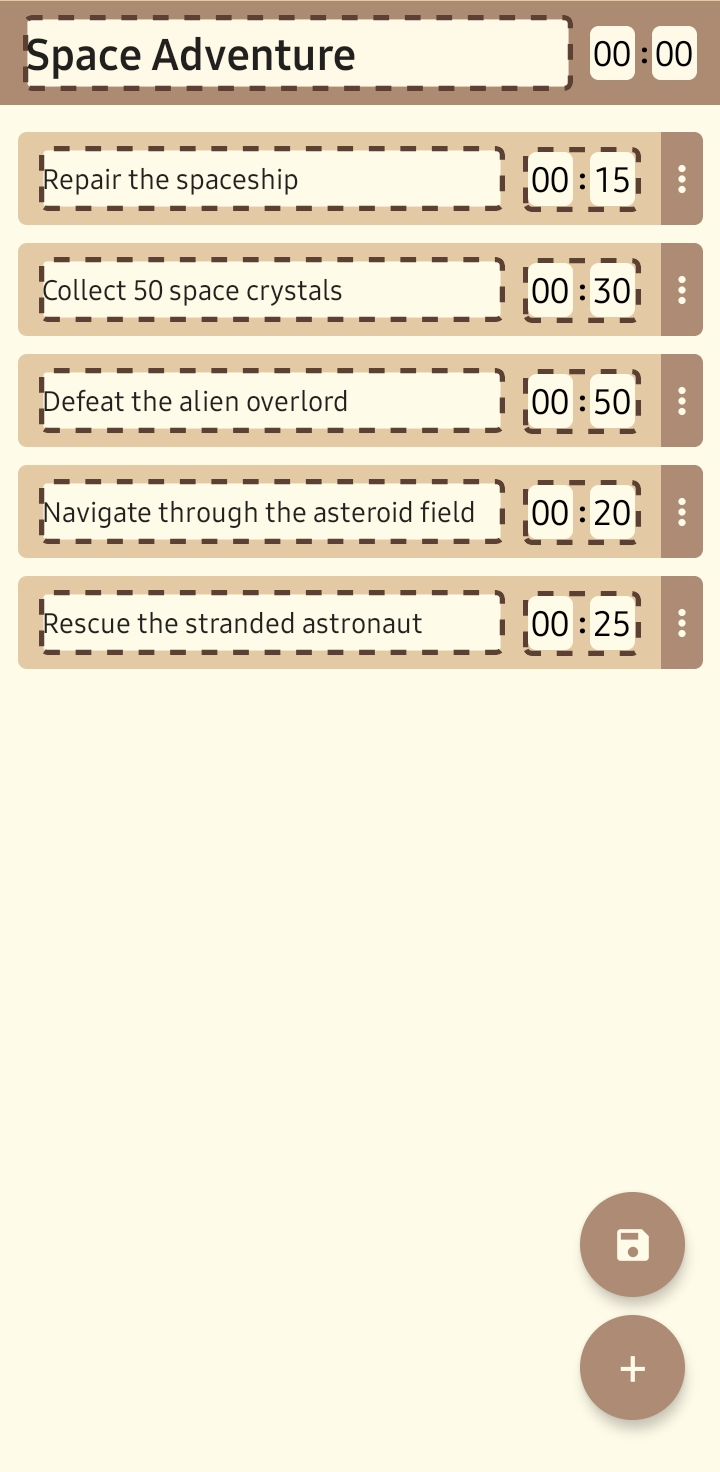 Space Adventure 00:00
Repair the spaceship 00:15
Collect 50 space crystals 00:30
Defeat the alien overlord 00:50
Navigate through the asteroid field 00:20
Rescue the stranded astronaut 00:25